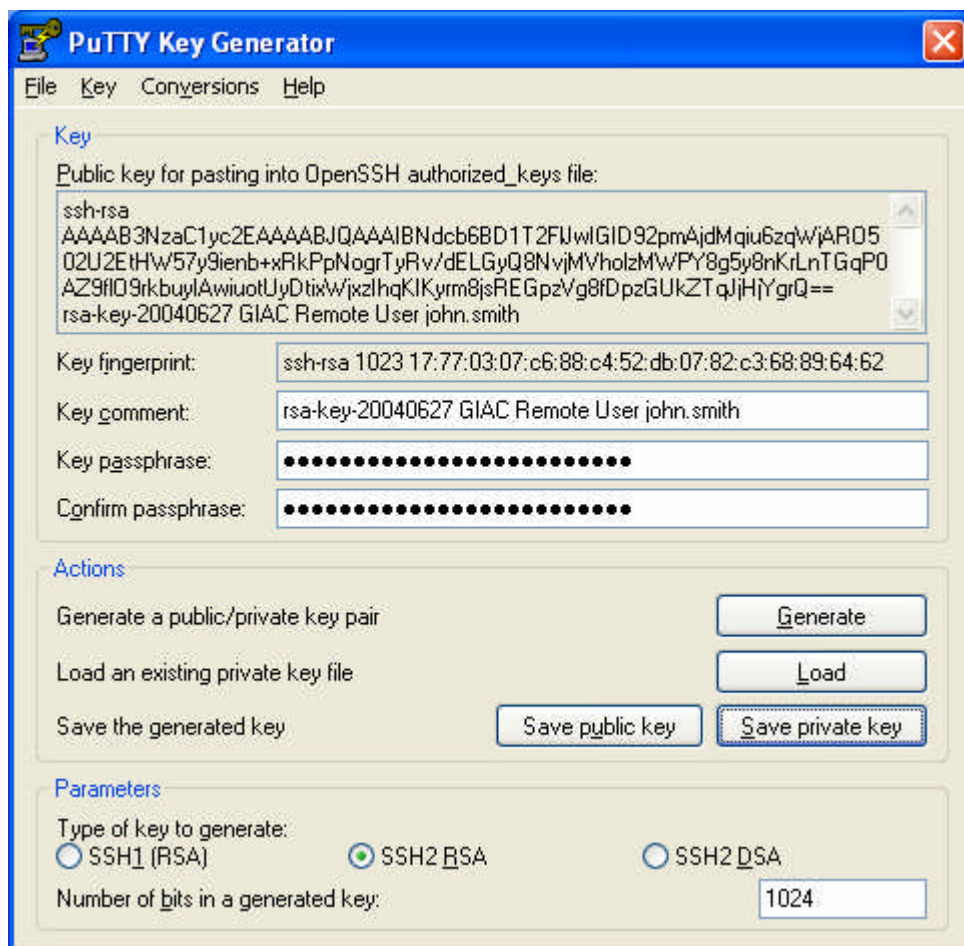 PuTTY Key Generator
File Key Conversions Help
Key
Public key for pasting into OpenSSH authorized_keys file:
ssh-rsa
AAAAB3NzaC1yc2EAAAABJQAAAIBNdcb6BD1T2FlJwIGID92pmAjdMqiu6zqWjARO5
02U2EtHW57y9ienb+xRkPpNogrTyRv/dELGyQ8NvjMVholzMWPY8g5y8nKrLnTGqP0
AZ9flO9rkbuylAwiuotUyDtixWjxzIhqKIKyrm8jsREGpzVg8fDpzGUkZTqJjHjYgrQ==
rsa-key-20040627 GIAC Remote User john.smith
Key fingerprint: ssh-rsa 1023 17:77:03:07:c6:88:c4:52:db:07:82:c3:68:89:64:62
Key comment: rsa-key-20040627 GIAC Remote User john.smith
Key passphrase: ●●●●●●●●●●●●●●●●●●●●●●●●●●
Confirm passphrase: ●●●●●●●●●●●●●●●●●●●●●●●●●●
Actions
Generate a public/private key pair Generate
Load an existing private key file Load
Save the generated key Save public key Save private key
Parameters
Type of key to generate:
SSH1 (RSA) SSH2 RSA SSH2 DSA
Number of bits in a generated key: 1024